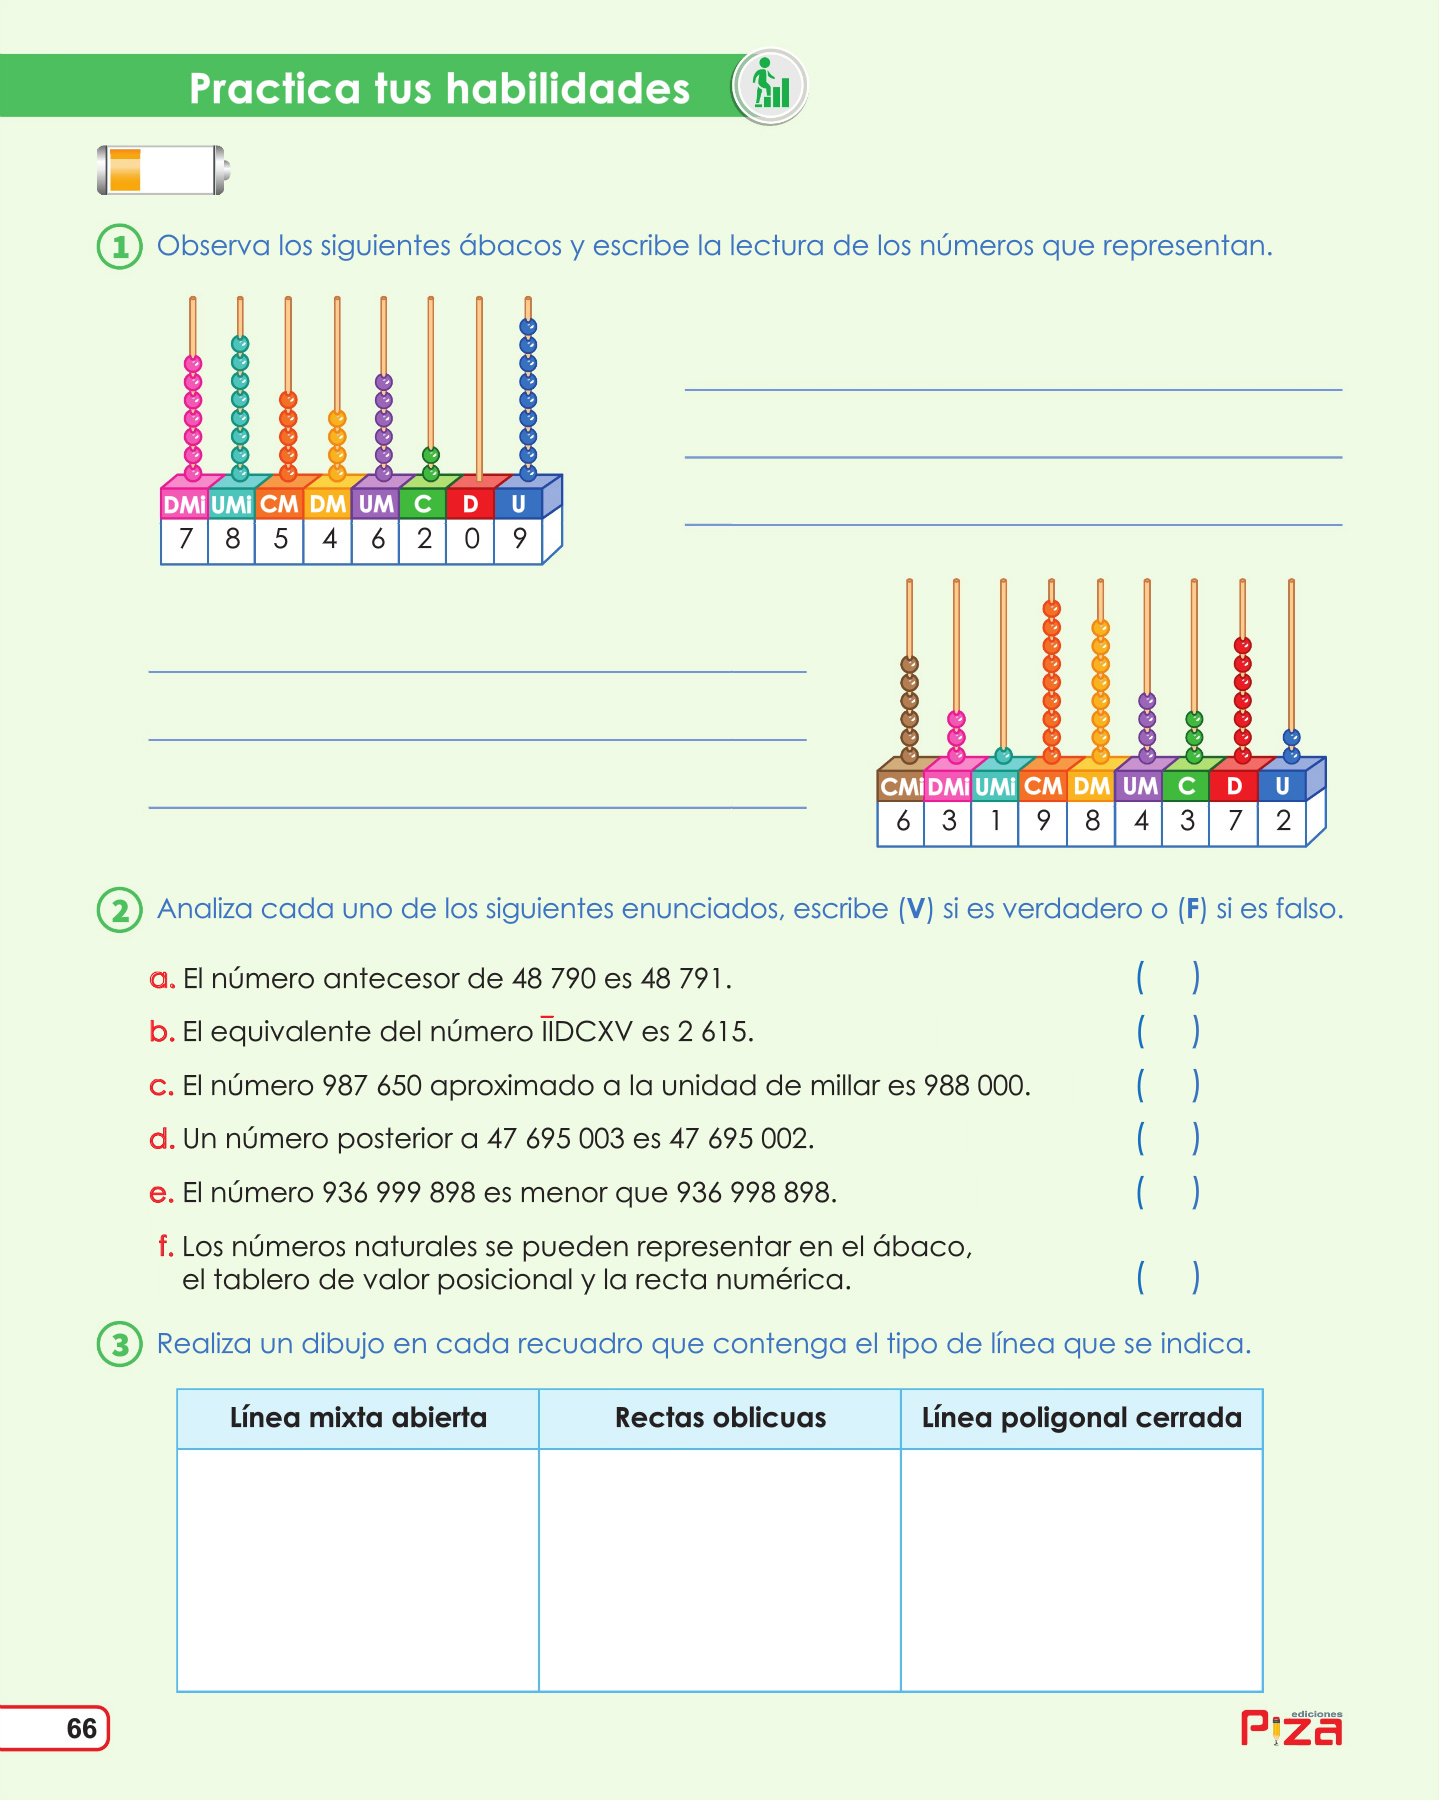 Practica tus habilidades
1 Observa los siguientes ábacos y escribe la lectura de los números que representan.
DMi UMi CM DM UM C D U
7 8 5 4 6 2 0 9
CMi DMi UMi CM DM UM C D U
6 3 1 9 8 4 3 7 2
2 Analiza cada uno de los siguientes enunciados, escribe (V) si es verdadero o (F) si es falso.
a. El número antecesor de 48 790 es 48 791. ( )
b. El equivalente del número I̅I̅DCXV es 2 615. ( )
c. El número 987 650 aproximado a la unidad de millar es 988 000. ( )
d. Un número posterior a 47 695 003 es 47 695 002. ( )
e. El número 936 999 898 es menor que 936 998 898. ( )
f. Los números naturales se pueden representar en el ábaco,
el tablero de valor posicional y la recta numérica. ( )
3 Realiza un dibujo en cada recuadro que contenga el tipo de línea que se indica.
Línea mixta abierta Rectas oblicuas Línea poligonal cerrada
66
ediciones
Piza